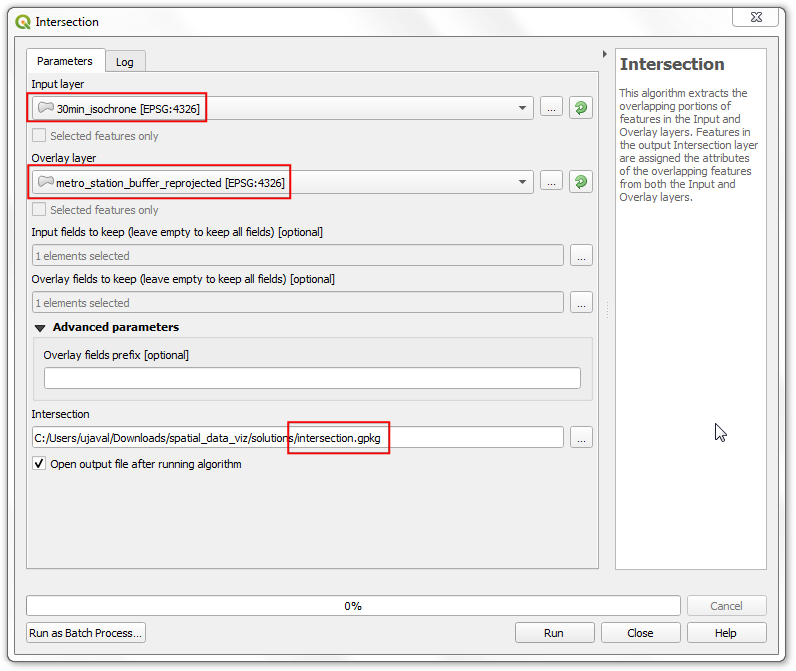 Intersection
Parameters
Log
Input layer
30min_isochrone [EPSG:4326]
...
Selected features only
Overlay layer
metro_station_buffer_reprojected [EPSG:4326]
...
Selected features only
Input fields to keep (leave empty to keep all fields) [optional]
1 elements selected
...
Overlay fields to keep (leave empty to keep all fields) [optional]
1 elements selected
...
Advanced parameters
Overlay fields prefix [optional]
Intersection
C:/Users/ujaval/Downloads/spatial_data_viz/solutions/intersection.gpkg
...
Open output file after running algorithm
Intersection
This algorithm extracts the
overlapping portions of
features in the Input and
Overlay layers. Features in
the output Intersection layer
are assigned the attributes
of the overlapping features
from both the Input and
Overlay layers.
0%
Cancel
Run as Batch Process...
Run
Close
Help